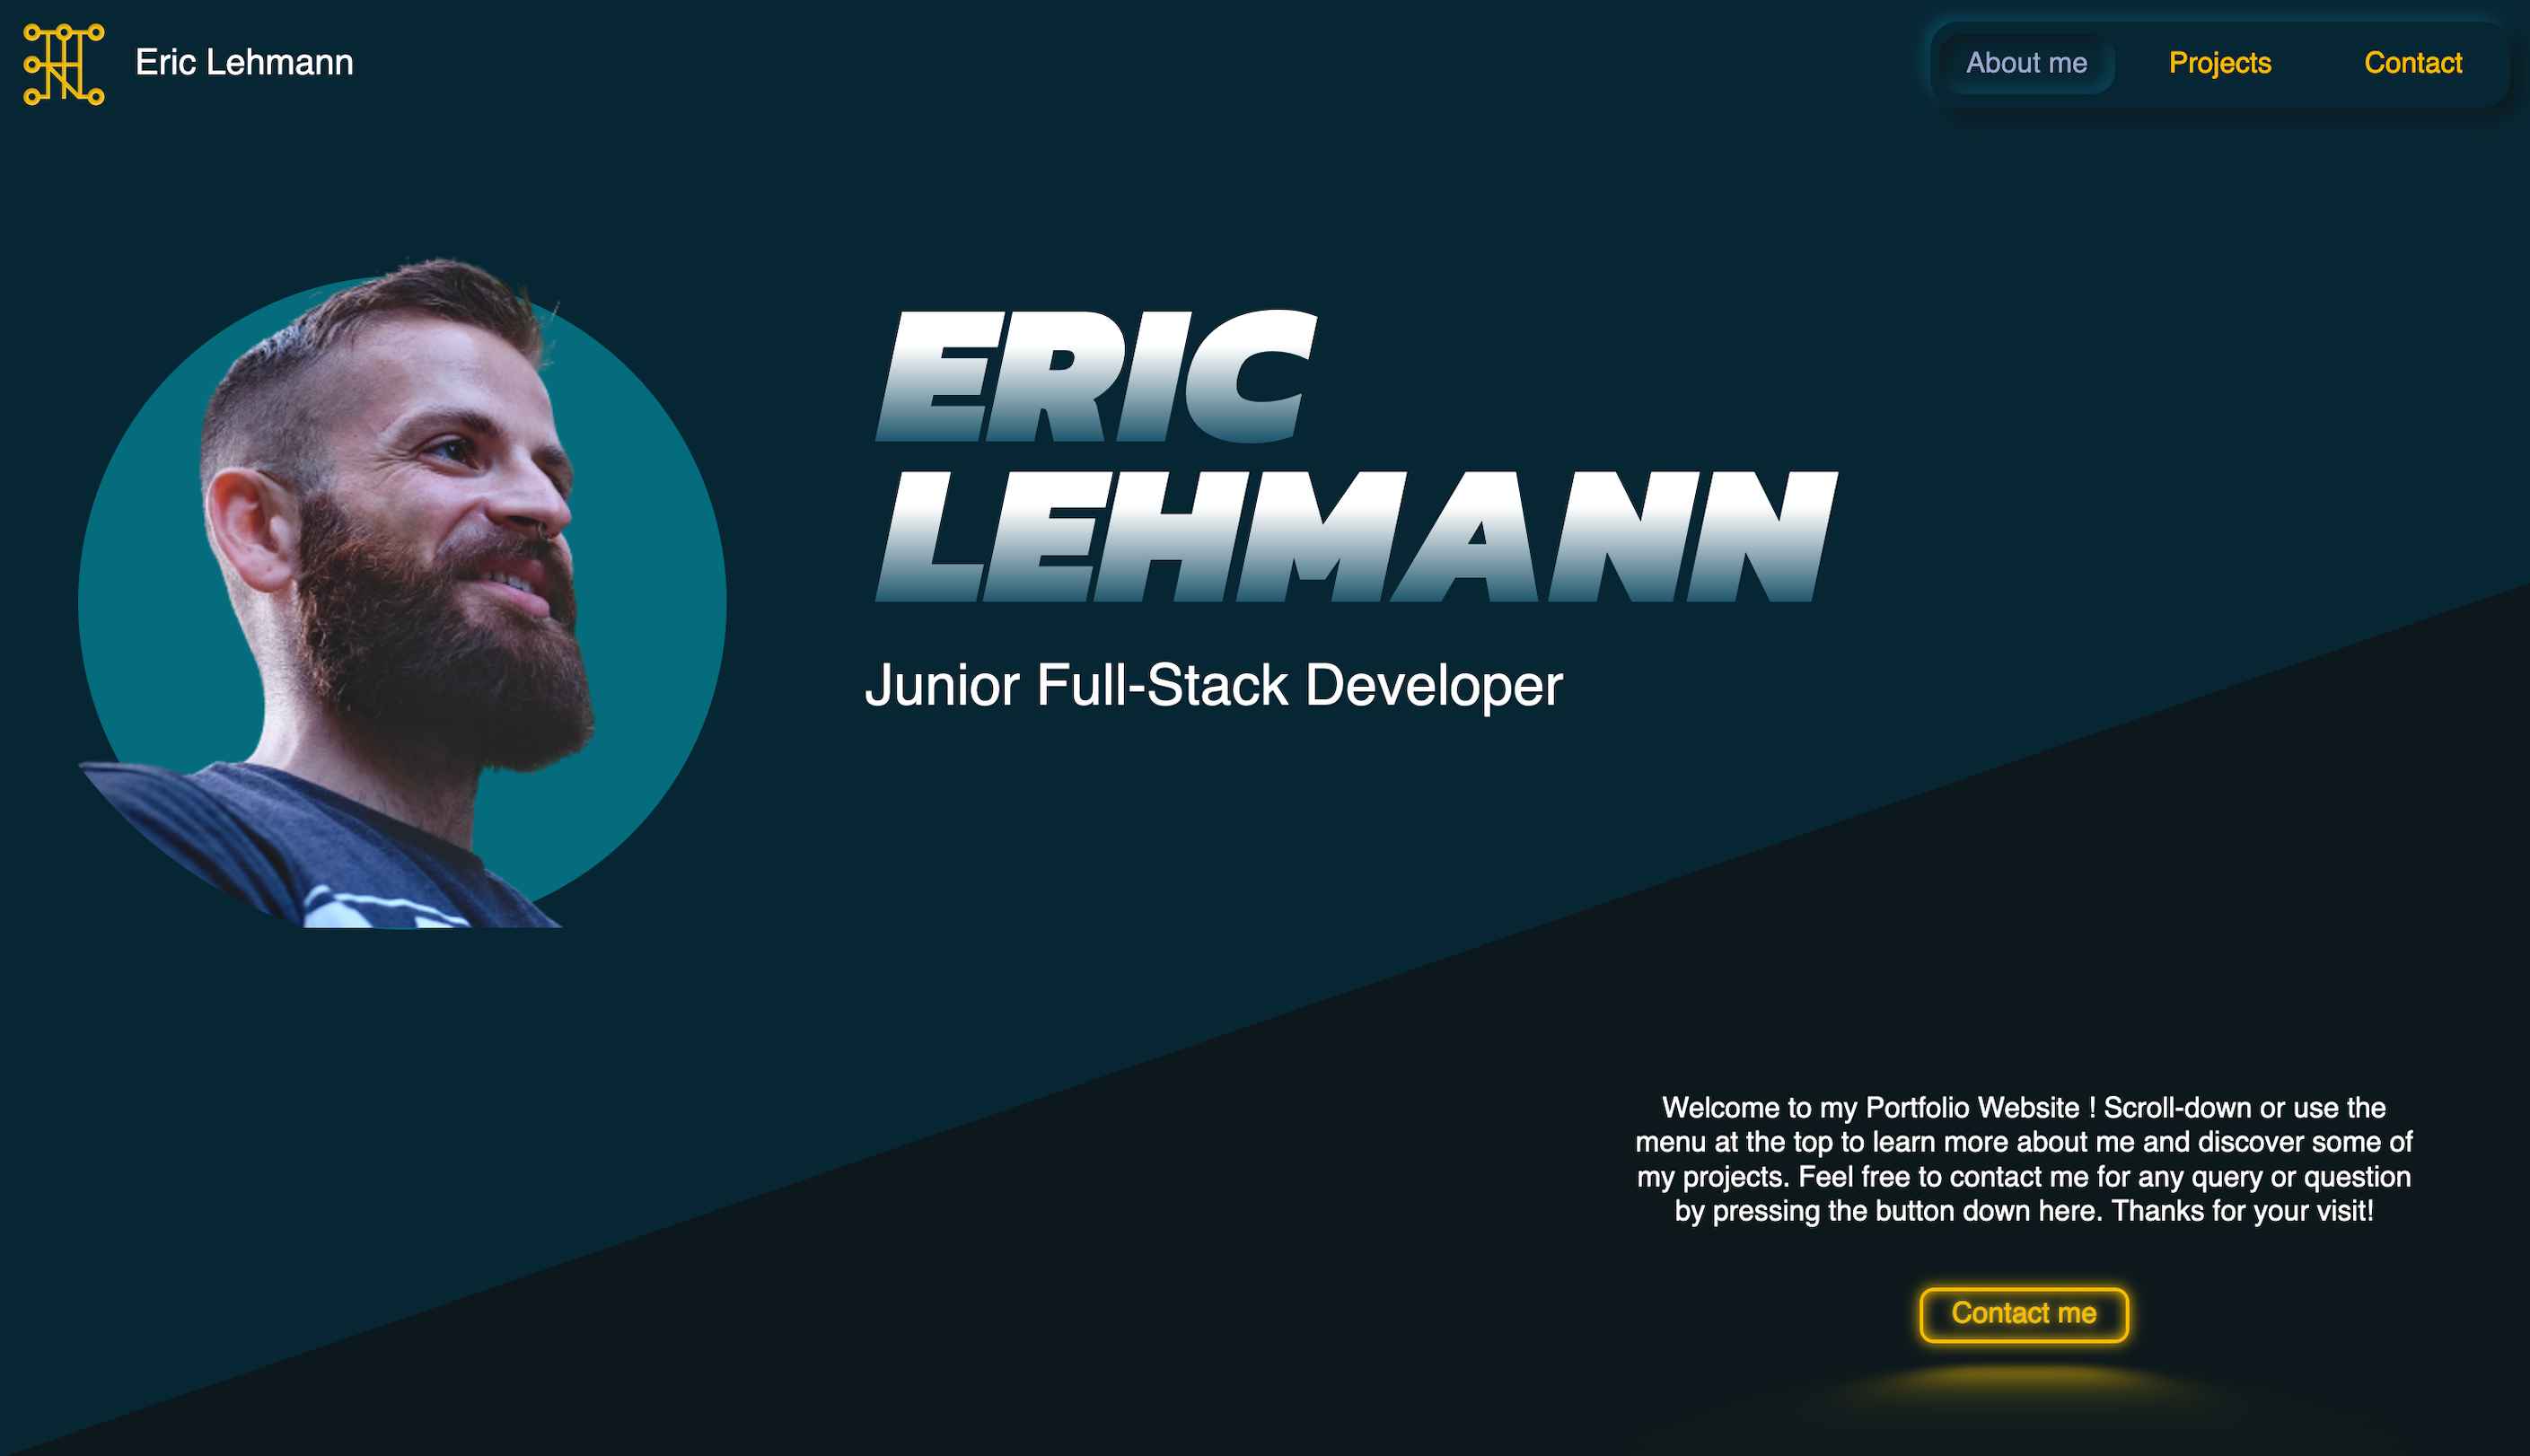 Eric Lehmann
About me
Projects
Contact
ERIC
LEHMANN
Junior Full-Stack Developer
Welcome to my Portfolio Website ! Scroll-down or use the
menu at the top to learn more about me and discover some of
my projects. Feel free to contact me for any query or question
by pressing the button down here. Thanks for your visit!
Contact me